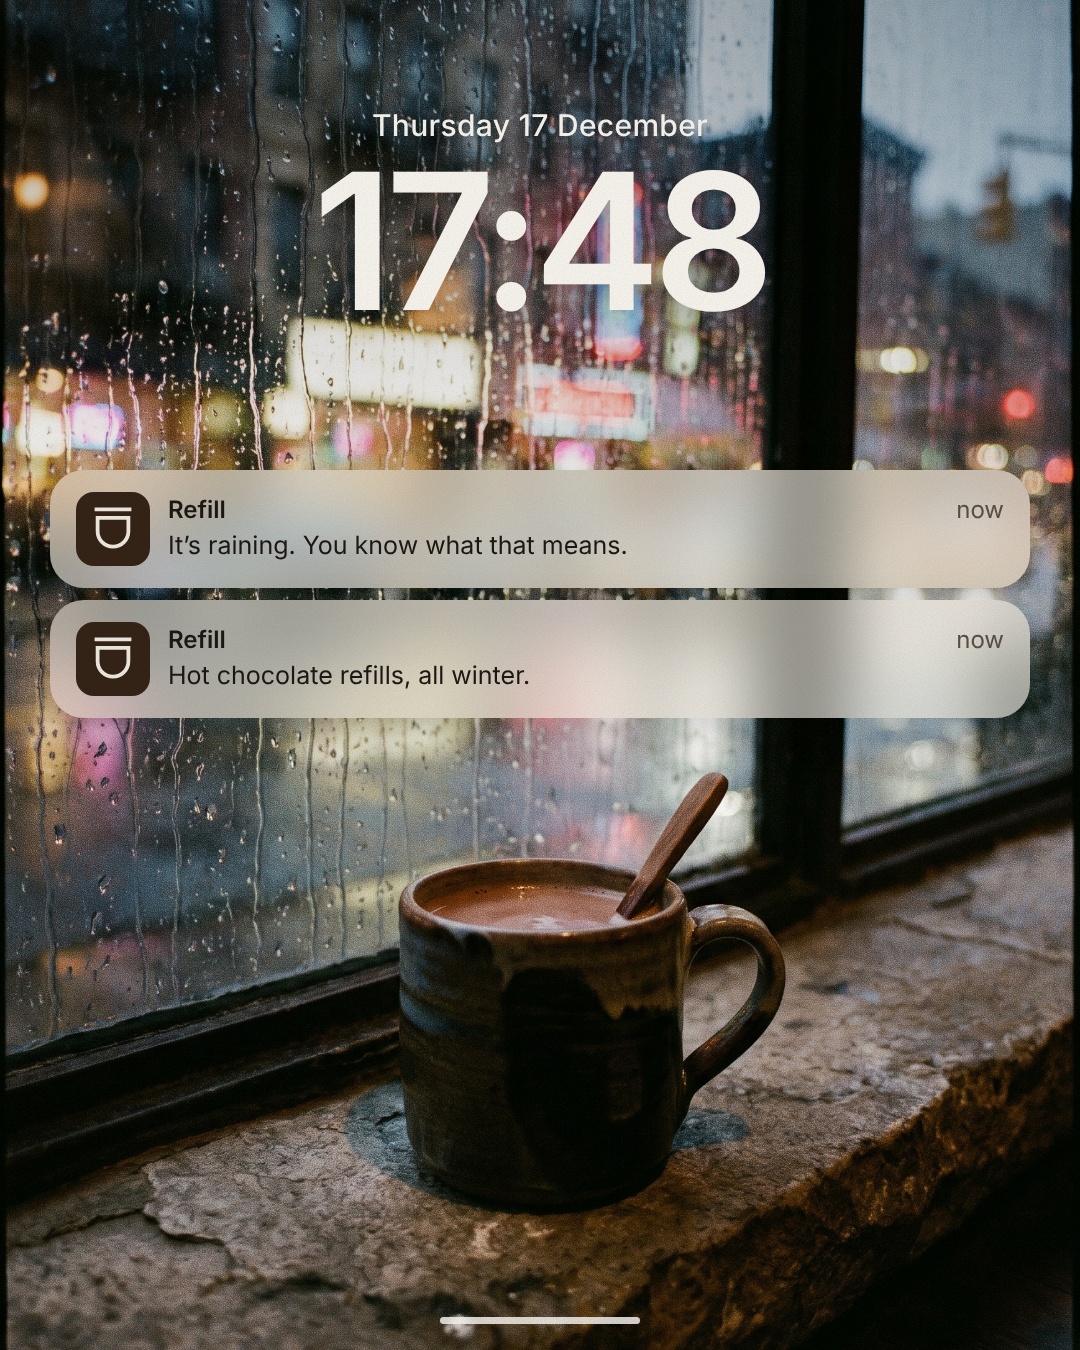 Thursday 17 December
17:48
Refill
now
It’s raining. You know what that means.
Refill
now
Hot chocolate refills, all winter.